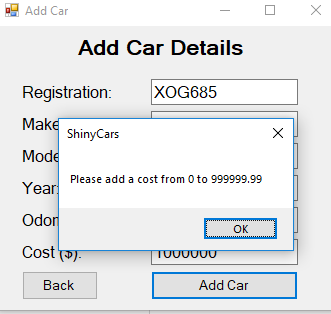 Add Car
Add Car Details
Registration: XOG685
Make
ShinyCars
Mode
Please add a cost from 0 to 999999.99
Year:
Odon
OK
Cost ($): 1000000
Back Add Car